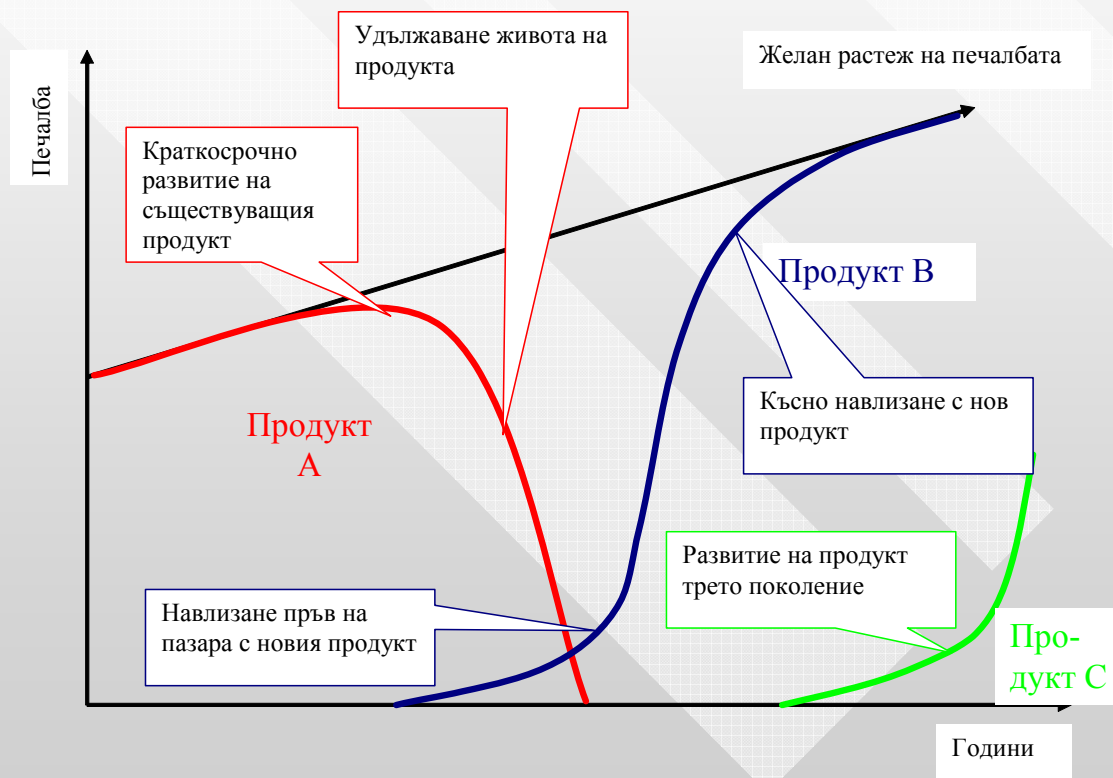 Удължаване живота на
продукта
Желан растеж на печалбата
Печалба
Краткосрочно
развитие на
съществуващия
продукт
Продукт В
Късно навлизане с нов
продукт
Продукт
А
Развитие на продукт
трето поколение
Навлизане пръв на
пазара с новия продукт
Про-
дукт С
Години